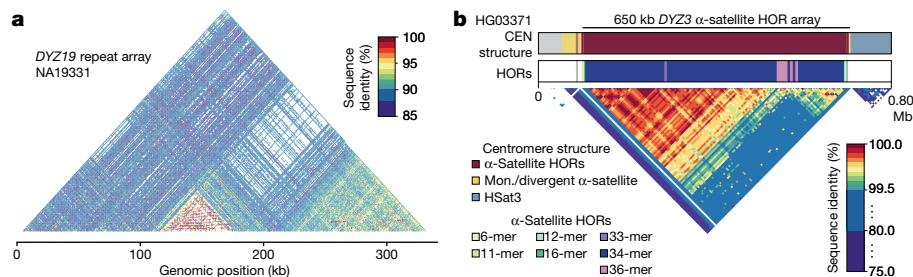 a
DYZ19 repeat array
NA19331
Sequence
identity (%)
100
95
90
85
0
100
200
300
Genomic position (kb)
b
HG03371
650 kb DYZ3 α-satellite HOR array
CEN
structure
HORs
0
0.80
Mb
Centromere structure
α-Satellite HORs
Mon./divergent α-satellite
HSat3
α-Satellite HORs
6-mer
12-mer
33-mer
11-mer
16-mer
34-mer
36-mer
Sequence identity (%)
100.0
99.5
80.0
75.0